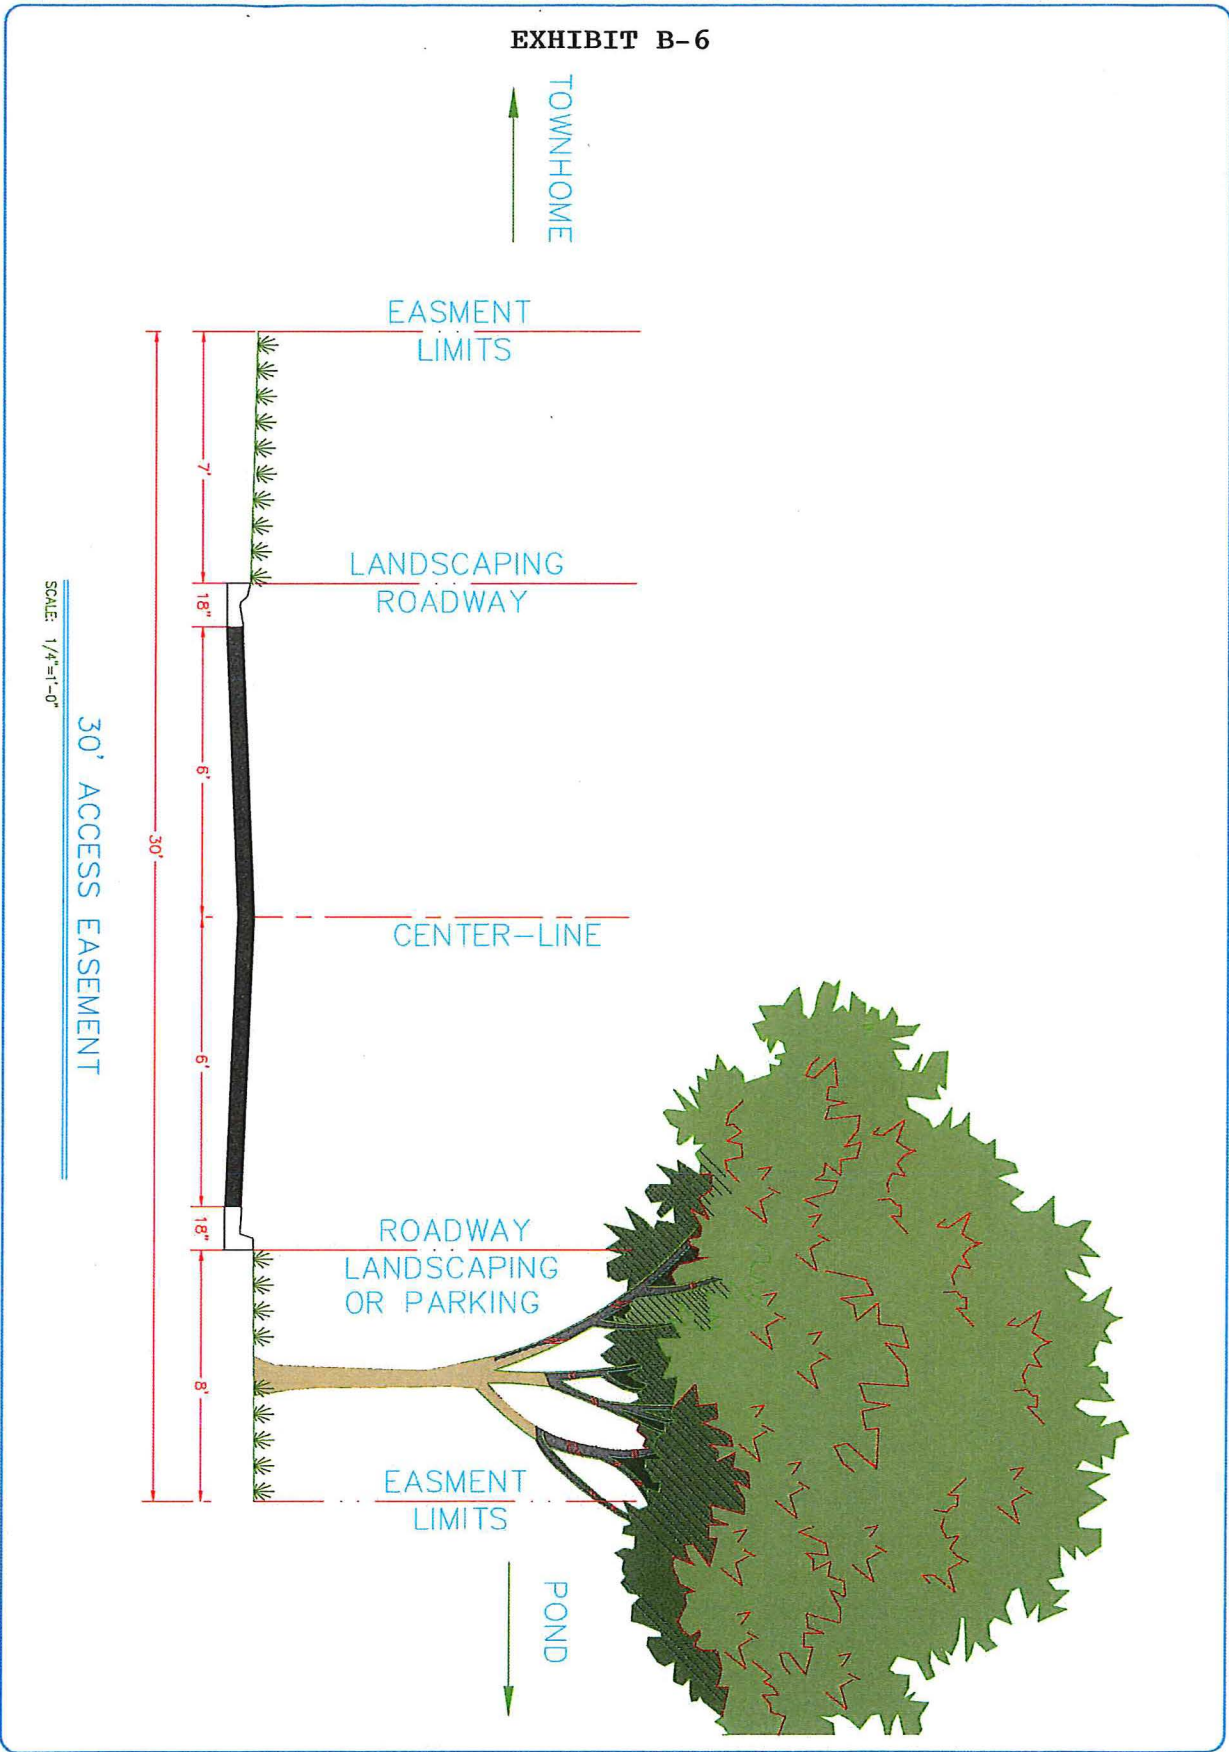 EXHIBIT B-6
TOWNHOME
EASMENT
LIMITS
7'
LANDSCAPING
ROADWAY
18"
6'
CENTER-LINE
6'
30'
18"
ROADWAY
LANDSCAPING
OR PARKING
8'
EASMENT
LIMITS
POND
30' ACCESS EASEMENT
SCALE: 1/4"=1'-0"